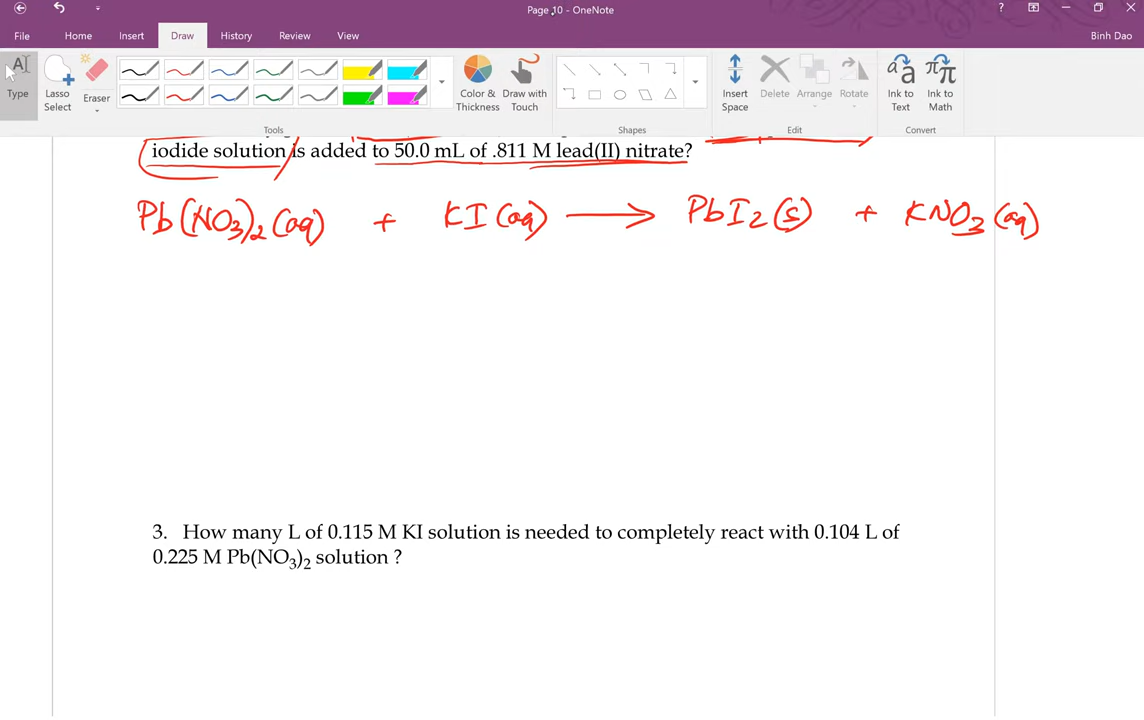 Page 10 - OneNote
?
File Home Insert Draw History Review View Binh Dao
Type
Lasso Select
Eraser
Color & Thickness
Draw with Touch
Insert Space
Delete
Arrange
Rotate
Ink to Text
Ink to Math
Tools Shapes Edit Convert
iodide solution is added to 50.0 mL of .811 M lead(II) nitrate?
Pb(NO₃)₂(aq) + KI(aq) ⟶ PbI₂(s) + KNO₃(aq)
3. How many L of 0.115 M KI solution is needed to completely react with 0.104 L of
0.225 M Pb(NO₃)₂ solution ?